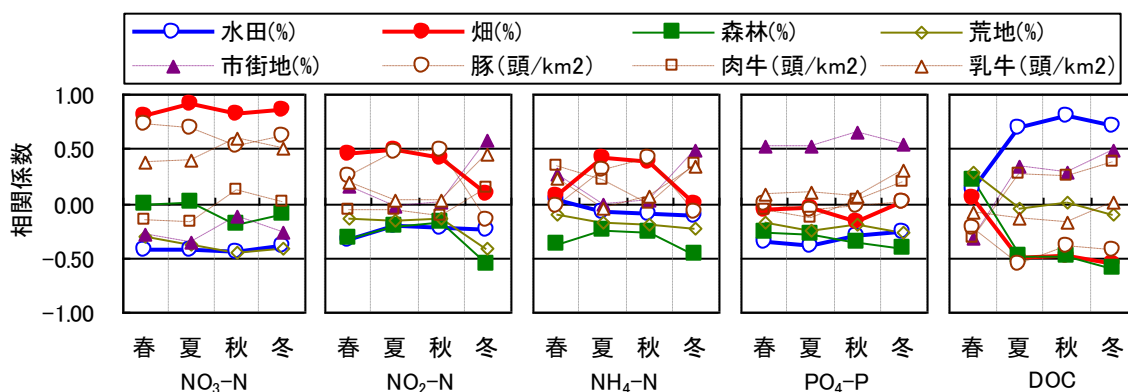 水田(%) 畑(%) 森林(%) 荒地(%)
市街地(%) 豚(頭/km2) 肉牛(頭/km2) 乳牛(頭/km2)
相関係数
1.00
0.50
0.00
-0.50
-1.00
春 夏 秋 冬 春 夏 秋 冬 春 夏 秋 冬 春 夏 秋 冬 春 夏 秋 冬
NO₃-N NO₂-N NH₄-N PO₄-P DOC